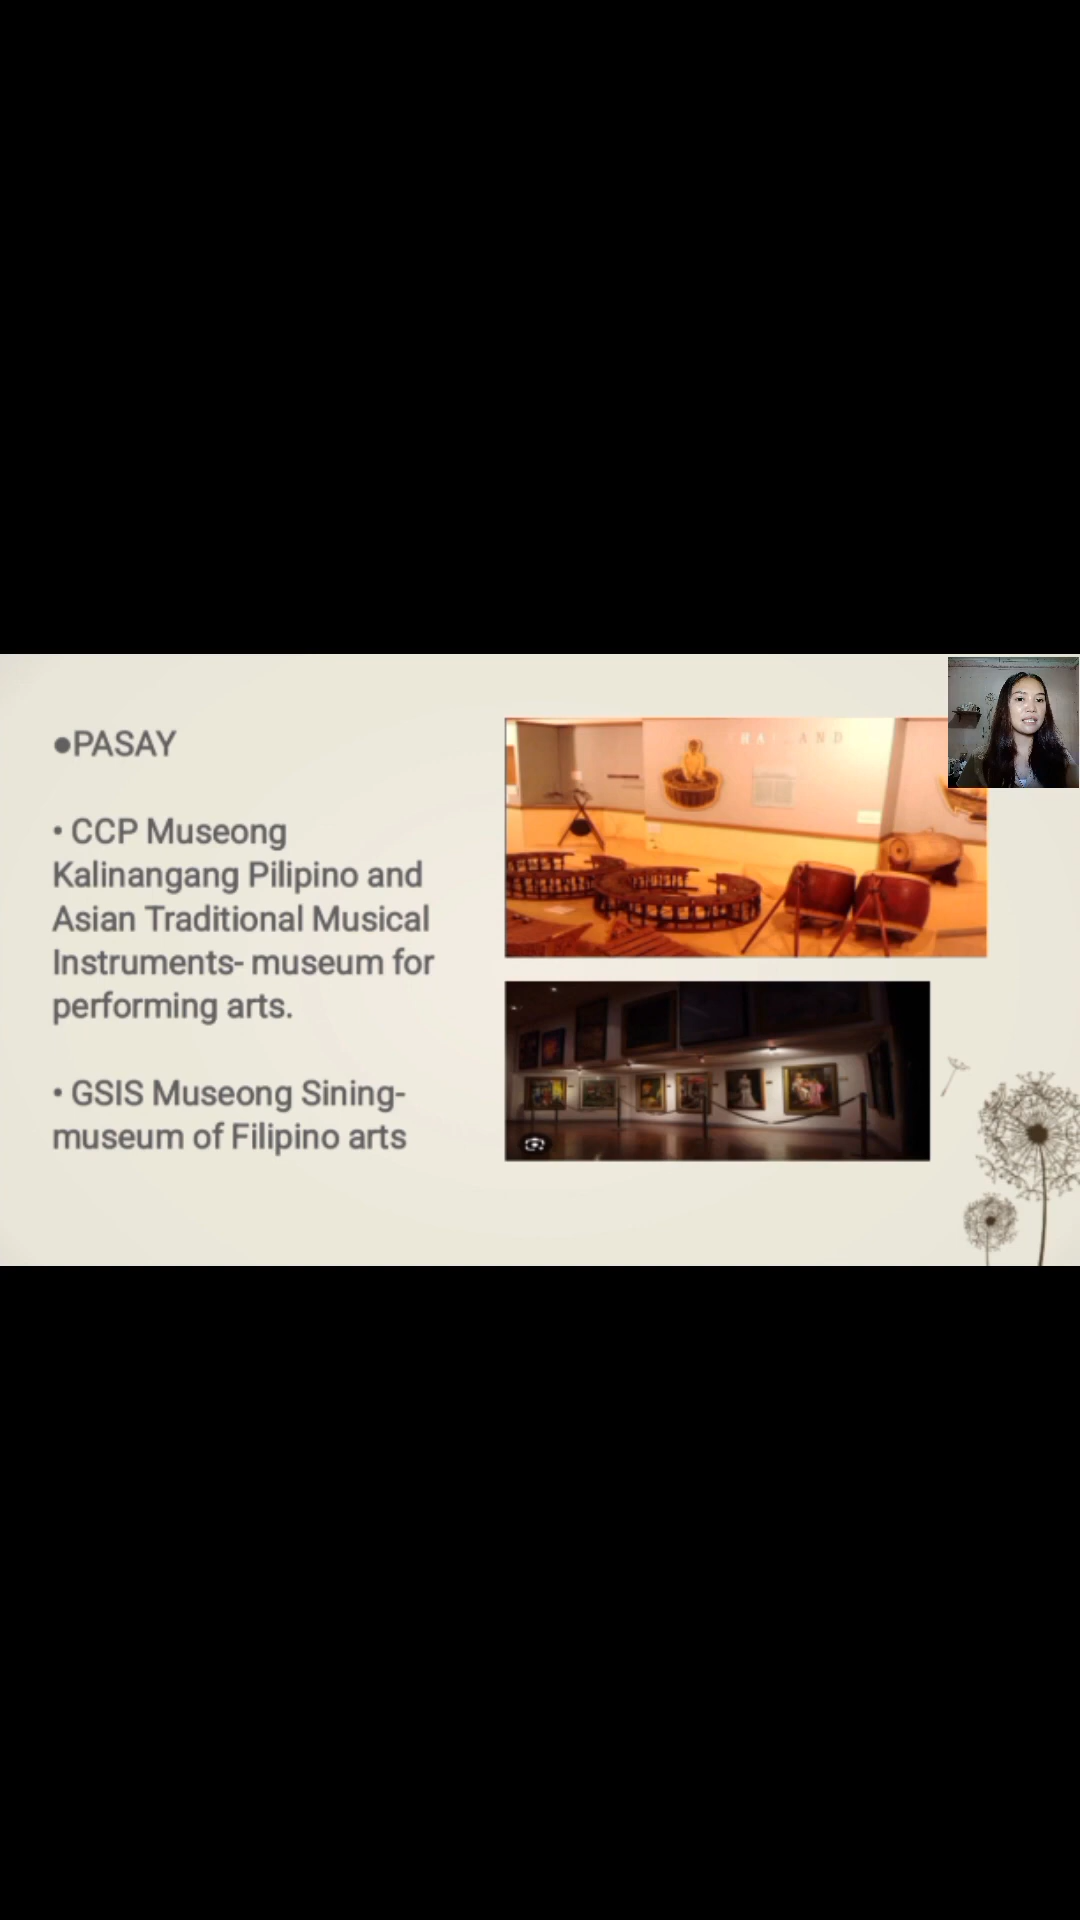 ●PASAY
• CCP Museong
Kalinangang Pilipino and
Asian Traditional Musical
Instruments- museum for
performing arts.
• GSIS Museong Sining-
museum of Filipino arts